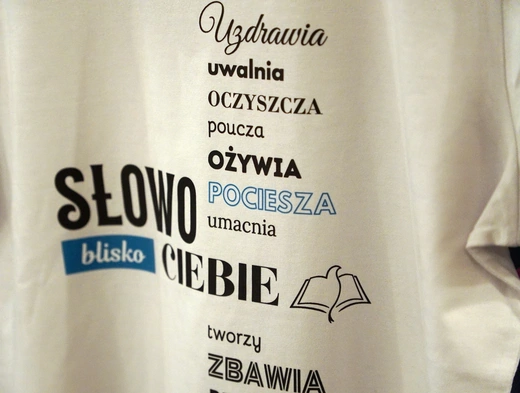 Uzdrawia
uwalnia
OCZYSZCZA
poucza
OŻYWIA
POCIESZA
umacnia
SŁOWO
blisko
CIEBIE
tworzy
ZBAWIA